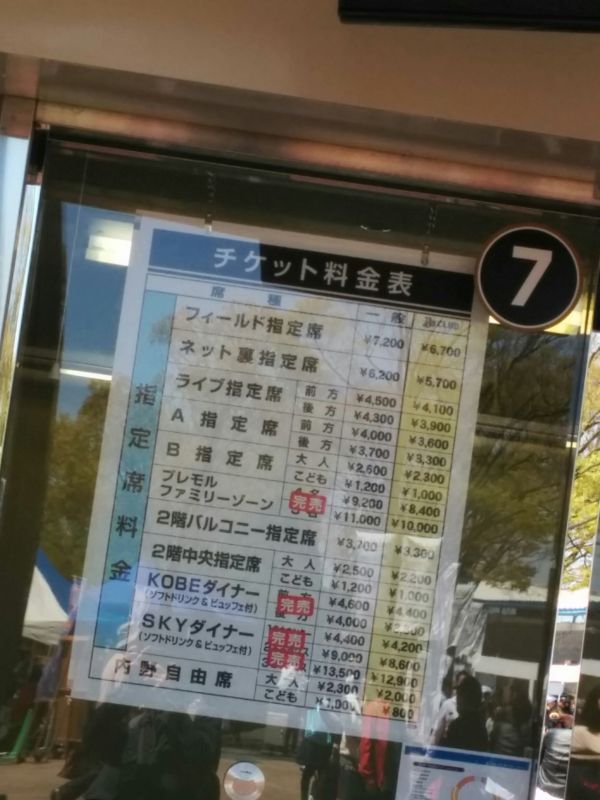 7
チケット料金表
席種 一般
指定席料金
フィールド指定席 ¥7,200 ¥6,700
ネット裏指定席 ¥6,200 ¥5,700
ライブ指定席 前方 ¥4,500 ¥4,100
後方 ¥4,300 ¥3,900
A指定席 前方 ¥4,000 ¥3,600
後方 ¥3,700 ¥3,300
B指定席 大人 ¥2,600 ¥2,300
こども ¥1,200 ¥1,000
プレモル
ファミリーゾーン 完売 ¥9,200 ¥8,400
¥11,000 ¥10,000
2階バルコニー指定席 ¥3,700 ¥3,300
2階中央指定席 大人 ¥2,500 ¥2,200
こども ¥1,200 ¥1,000
KOBEダイナー
(ソフトドリンク&ビュッフェ付) 完売 ¥4,600 ¥4,400
¥4,000
SKYダイナー
(ソフトドリンク&ビュッフェ付) ¥4,400 ¥4,200
完売 ¥9,000 ¥8,600
完売 ¥13,500 ¥12,900
内野自由席 大人 ¥2,300 ¥2,000
こども ¥1,000 ¥800